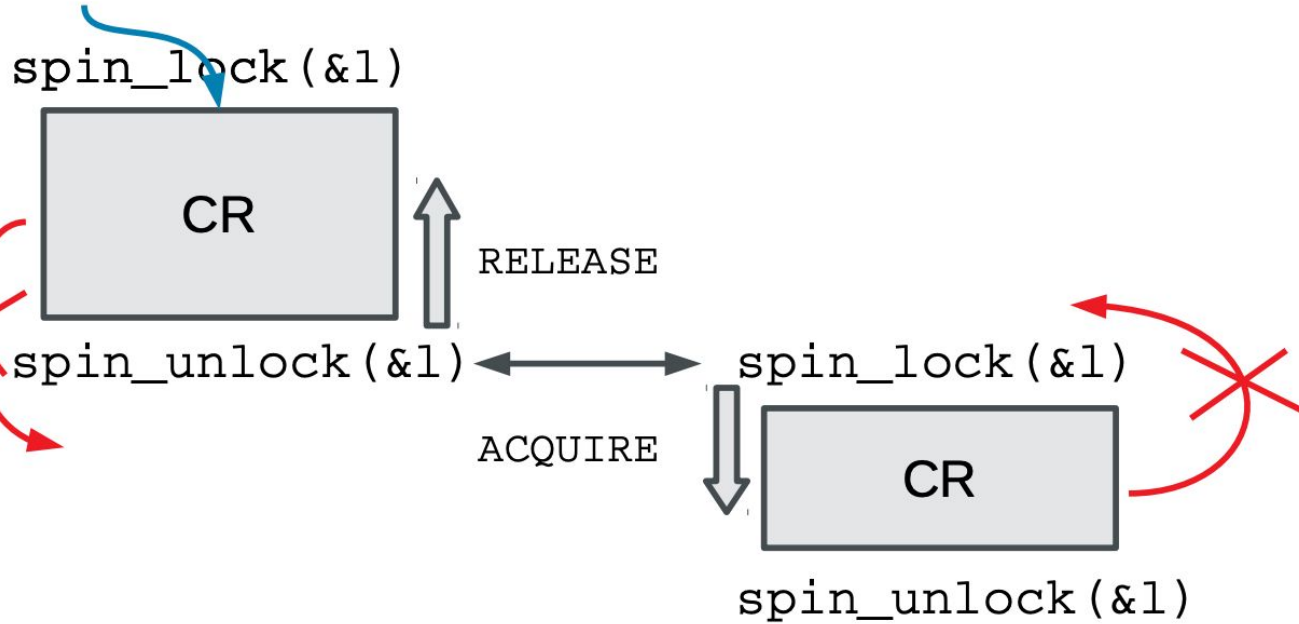 spin_lock(&l)
CR
RELEASE
spin_unlock(&l)
spin_lock(&l)
ACQUIRE
CR
spin_unlock(&l)